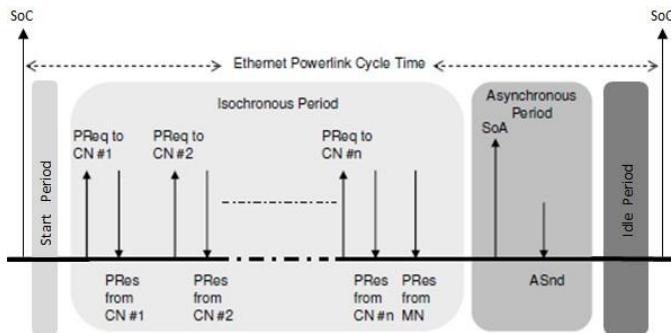 SoC
SoC
Ethernet Powerlink Cycle Time
Start Period
Isochronous Period
PReq to
CN #1
PReq to
CN #2
PReq to
CN #n
PRes
from
CN #1
PRes
from
CN #2
PRes
from
CN #n
PRes
from
MN
Asynchronous
Period
SoA
ASnd
Idle Period